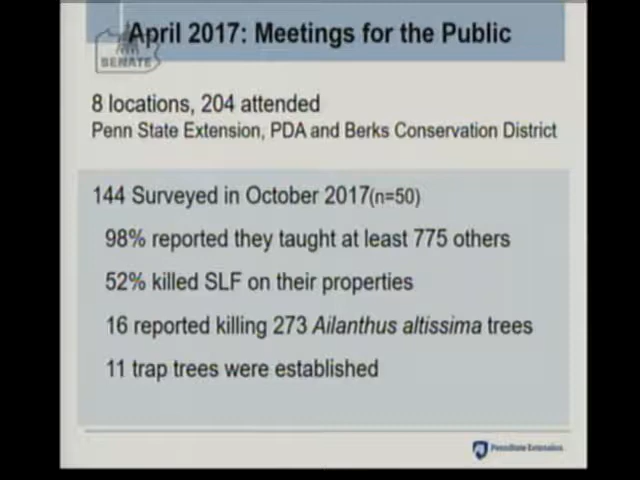 April 2017: Meetings for the Public
SENATE
8 locations, 204 attended
Penn State Extension, PDA and Berks Conservation District
144 Surveyed in October 2017(n=50)
98% reported they taught at least 775 others
52% killed SLF on their properties
16 reported killing 273 Ailanthus altissima trees
11 trap trees were established
PennState Extension